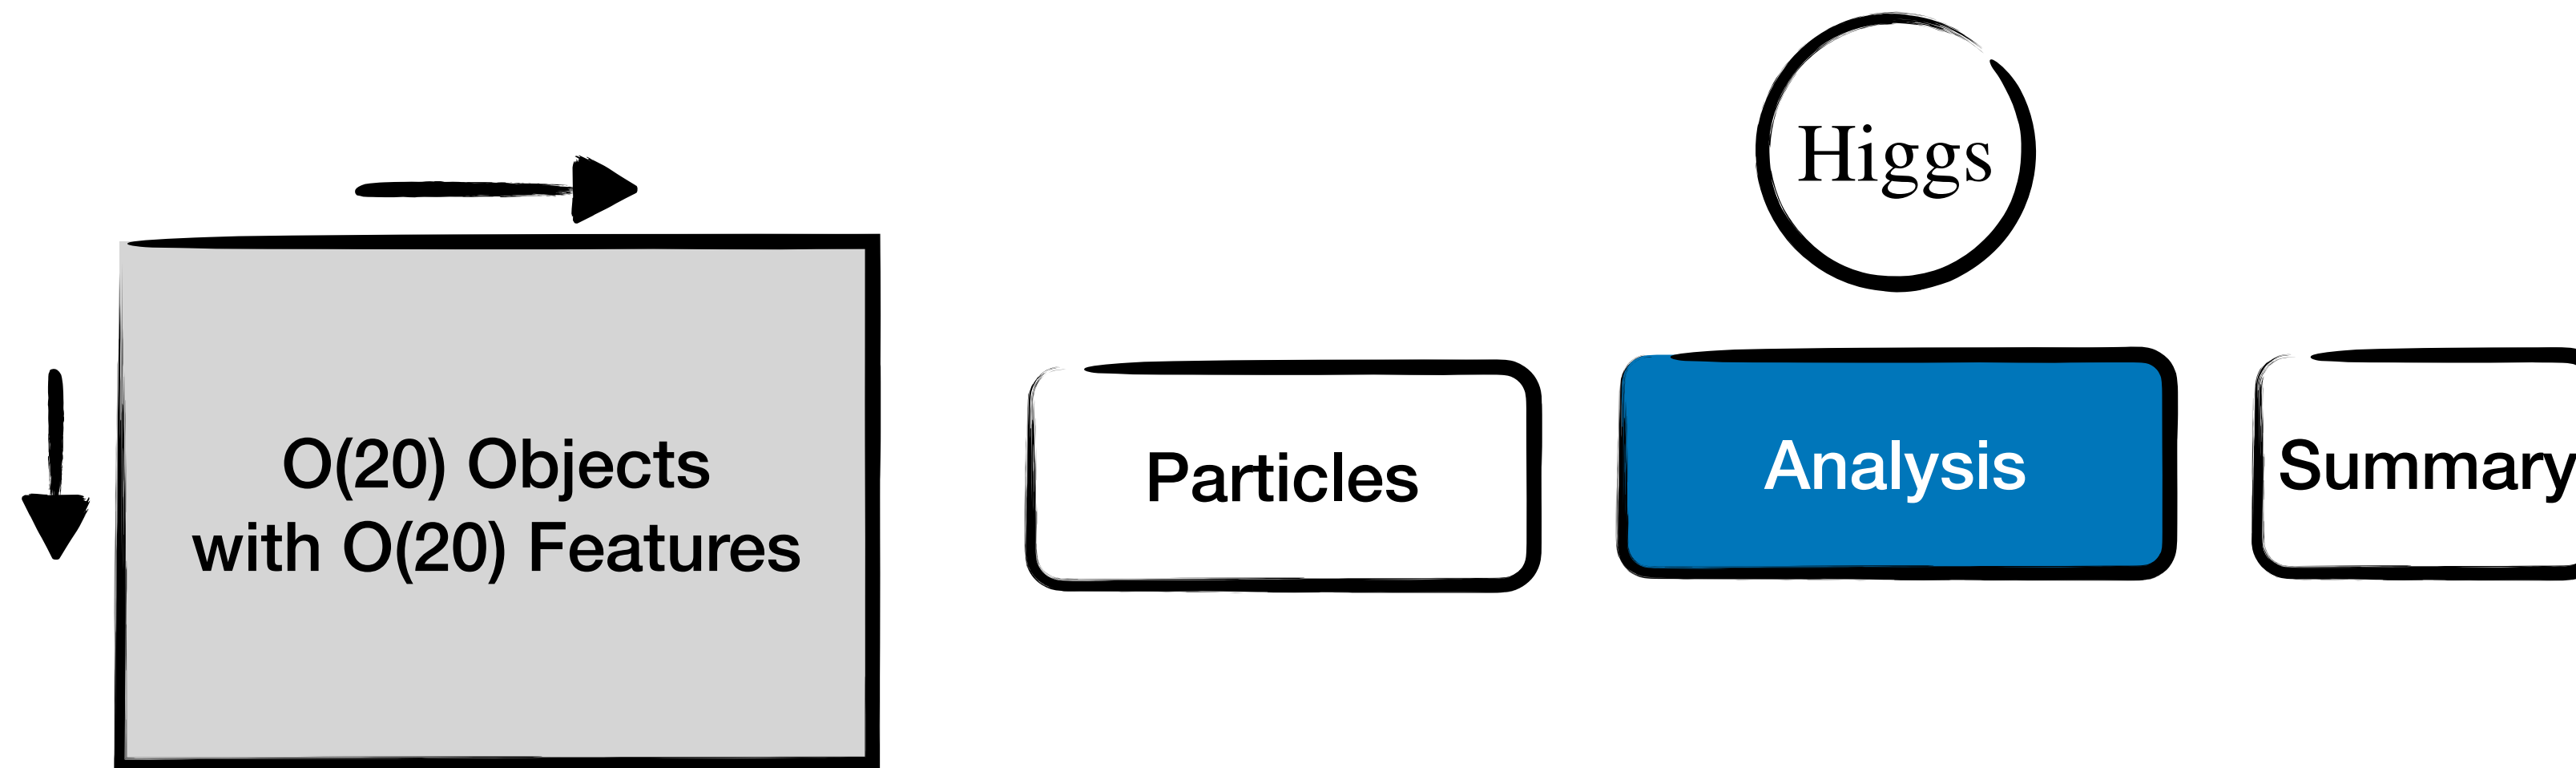 Higgs
O(20) Objects
with O(20) Features
Particles
Analysis
Summary